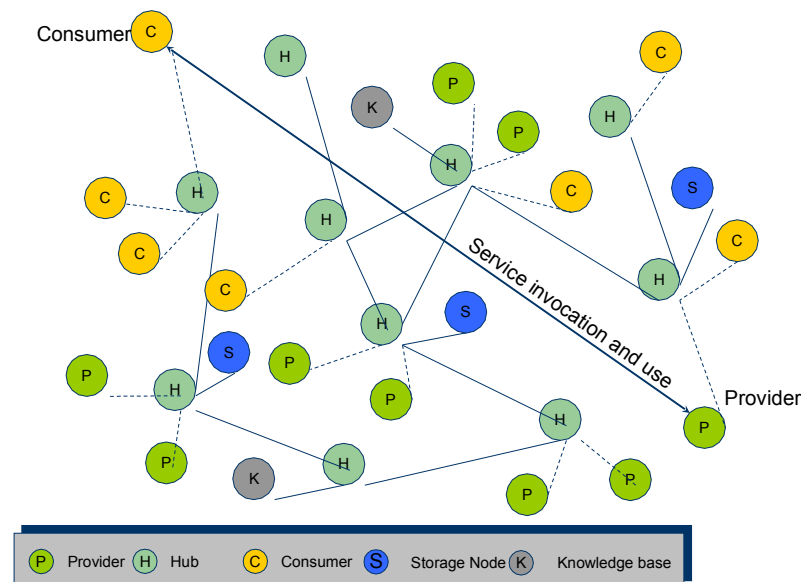 Consumer
C
H
C
P
K
H
P
H
C
H
S
C
H
C
C
H
C
H
Service invocation and use
S
H
S
P
P
H
P
Provider
P
H
P
H
K
P
P
P Provider H Hub C Consumer S Storage Node K Knowledge base